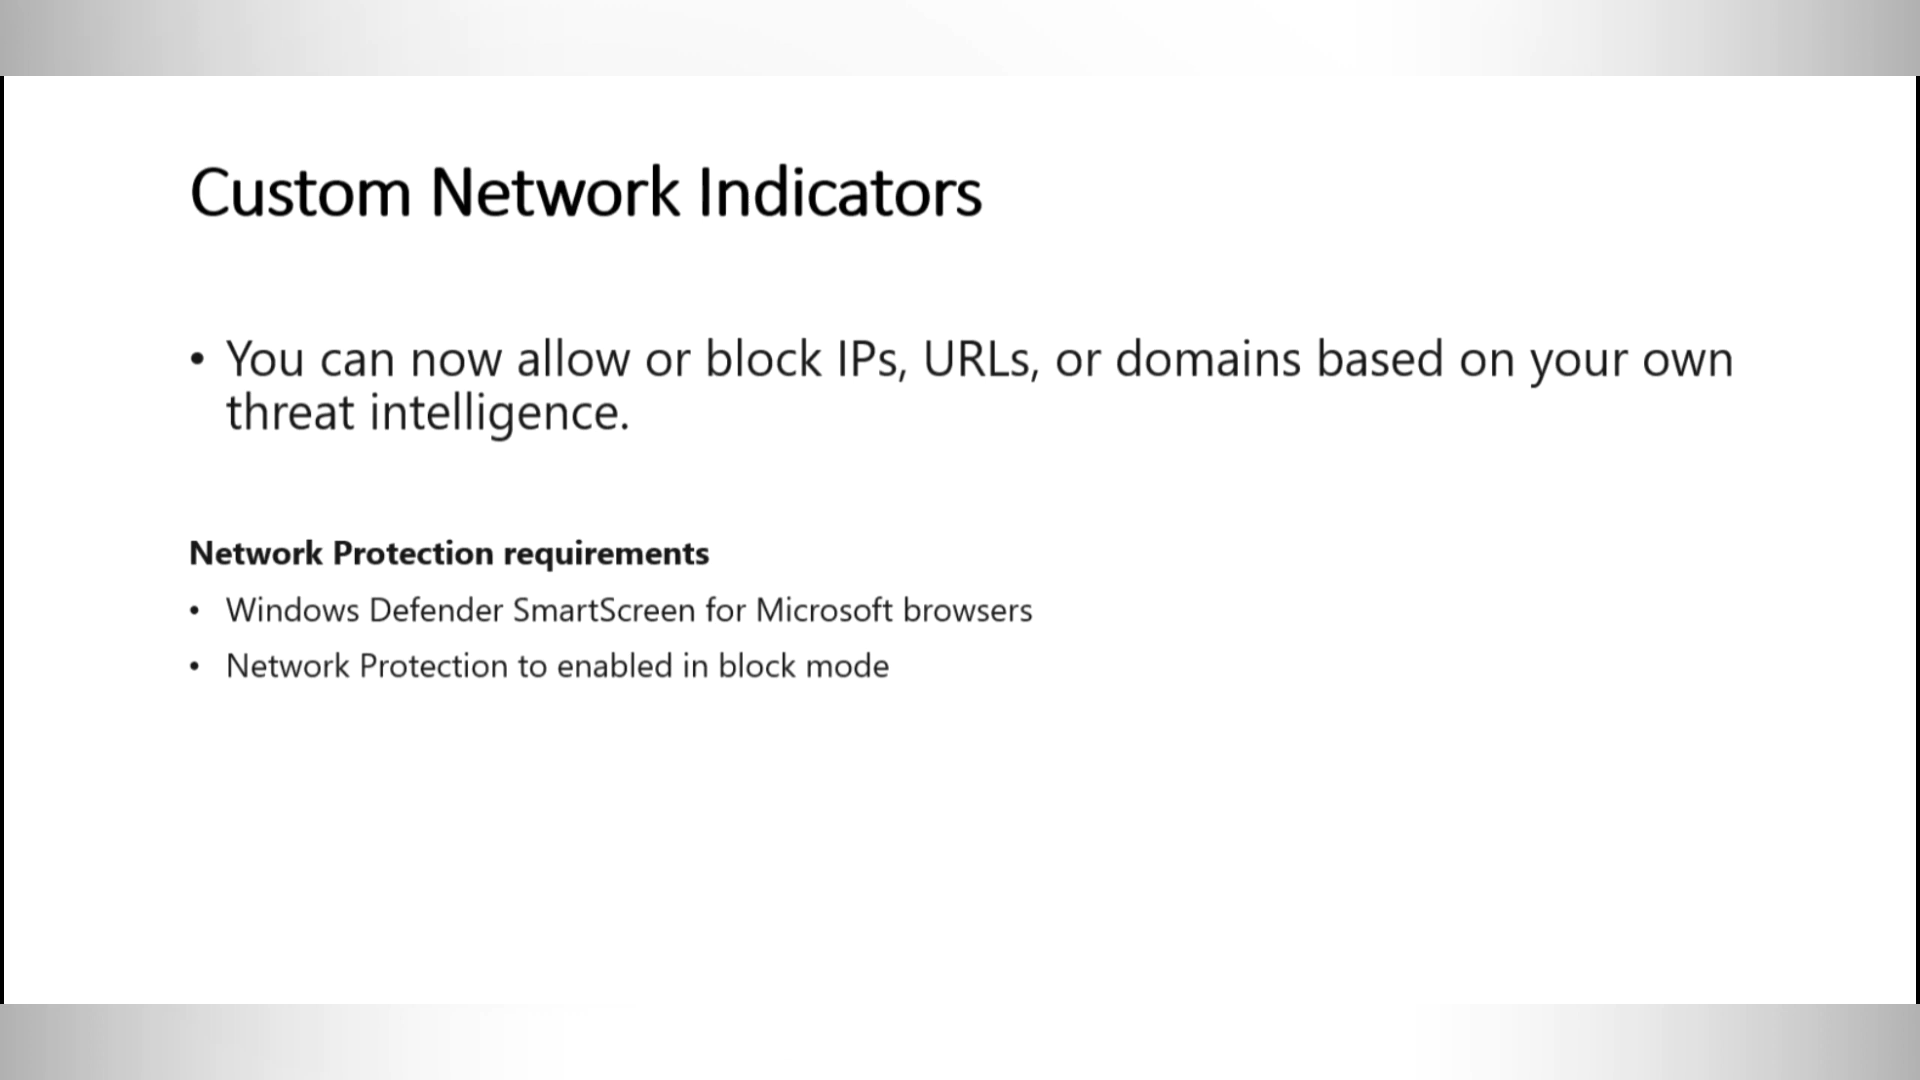 Custom Network Indicators
• You can now allow or block IPs, URLs, or domains based on your own
threat intelligence.
Network Protection requirements
• Windows Defender SmartScreen for Microsoft browsers
• Network Protection to enabled in block mode